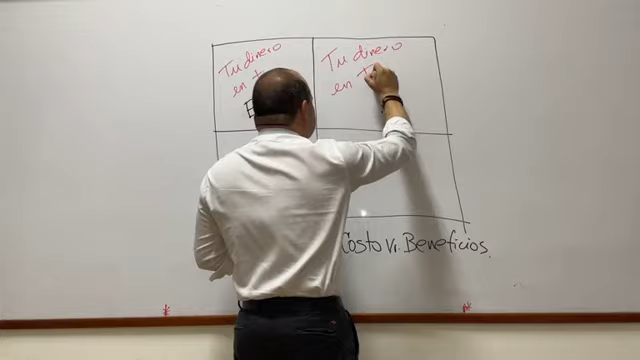 Tu dinero
en t
E
Tu dinero
en T
Costo vs. Beneficios.